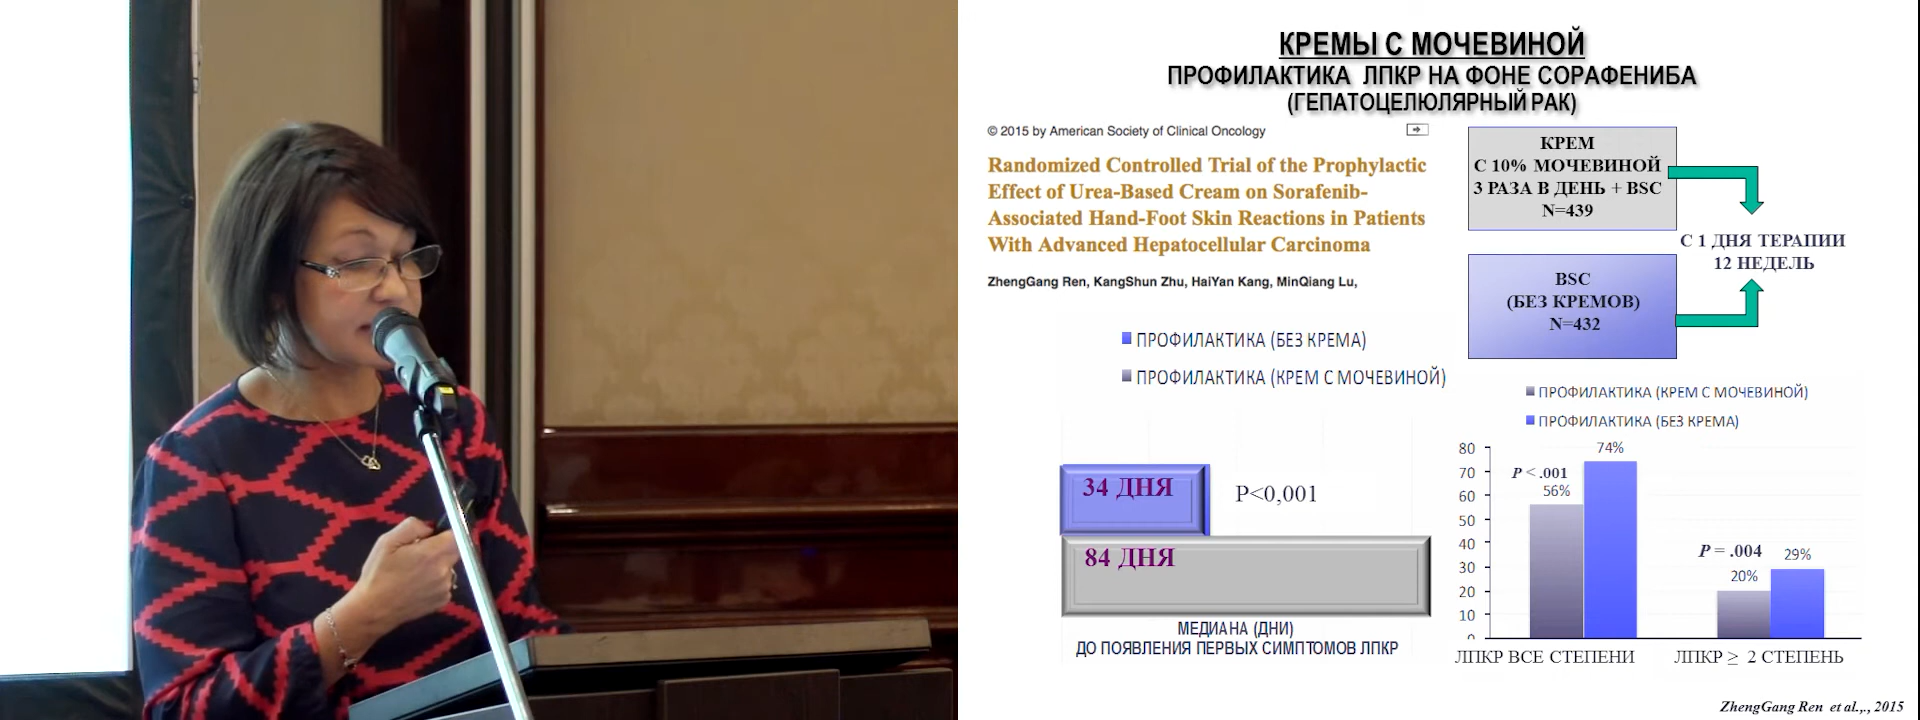 КРЕМЫ С МОЧЕВИНОЙ
ПРОФИЛАКТИКА ЛПКР НА ФОНЕ СОРАФЕНИБА
(ГЕПАТОЦЕЛЮЛЯРНЫЙ РАК)
© 2015 by American Society of Clinical Oncology
Randomized Controlled Trial of the Prophylactic
Effect of Urea-Based Cream on Sorafenib-
Associated Hand-Foot Skin Reactions in Patients
With Advanced Hepatocellular Carcinoma
ZhengGang Ren, KangShun Zhu, HaiYan Kang, MinQiang Lu,
КРЕМ
С 10% МОЧЕВИНОЙ
3 РАЗА В ДЕНЬ + BSC
N=439
С 1 ДНЯ ТЕРАПИИ
12 НЕДЕЛЬ
BSC
(БЕЗ КРЕМОВ)
N=432
ПРОФИЛАКТИКА (БЕЗ КРЕМА)
ПРОФИЛАКТИКА (КРЕМ С МОЧЕВИНОЙ)
34 ДНЯ
P<0,001
84 ДНЯ
МЕДИАНА (ДНИ)
ДО ПОЯВЛЕНИЯ ПЕРВЫХ СИМПТОМОВ ЛПКР
ПРОФИЛАКТИКА (КРЕМ С МОЧЕВИНОЙ)
ПРОФИЛАКТИКА (БЕЗ КРЕМА)
80
70
60
50
40
30
20
10
0
P < .001
56%
74%
P = .004
20%
29%
ЛПКР ВСЕ СТЕПЕНИ
ЛПКР ≥ 2 СТЕПЕНЬ
ZhengGang Ren et al.,., 2015